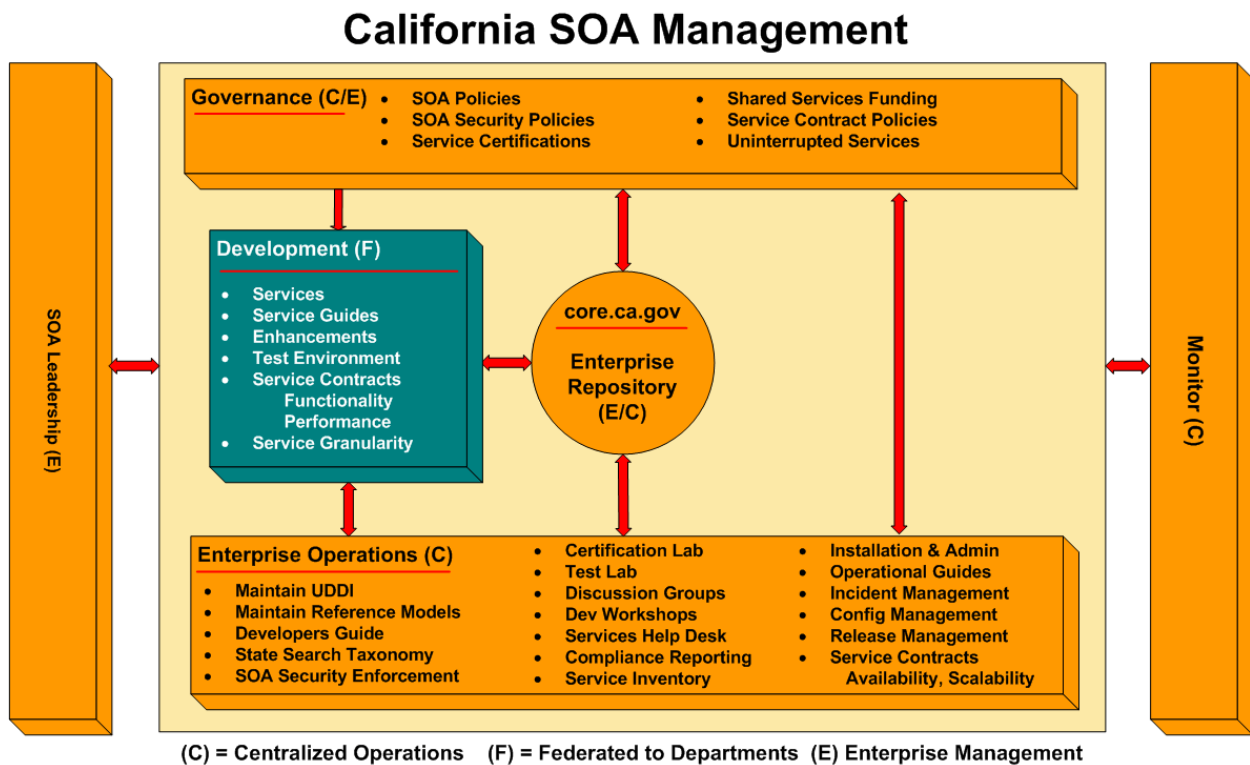 California SOA Management
SOA Leadership (E)
Governance (C/E)
• SOA Policies
• SOA Security Policies
• Service Certifications
• Shared Services Funding
• Service Contract Policies
• Uninterrupted Services
Development (F)
• Services
• Service Guides
• Enhancements
• Test Environment
• Service Contracts
Functionality
Performance
• Service Granularity
core.ca.gov
Enterprise
Repository
(E/C)
Enterprise Operations (C)
• Maintain UDDI
• Maintain Reference Models
• Developers Guide
• State Search Taxonomy
• SOA Security Enforcement
• Certification Lab
• Test Lab
• Discussion Groups
• Dev Workshops
• Services Help Desk
• Compliance Reporting
• Service Inventory
• Installation & Admin
• Operational Guides
• Incident Management
• Config Management
• Release Management
• Service Contracts
Availability, Scalability
Monitor (C)
(C) = Centralized Operations (F) = Federated to Departments (E) Enterprise Management